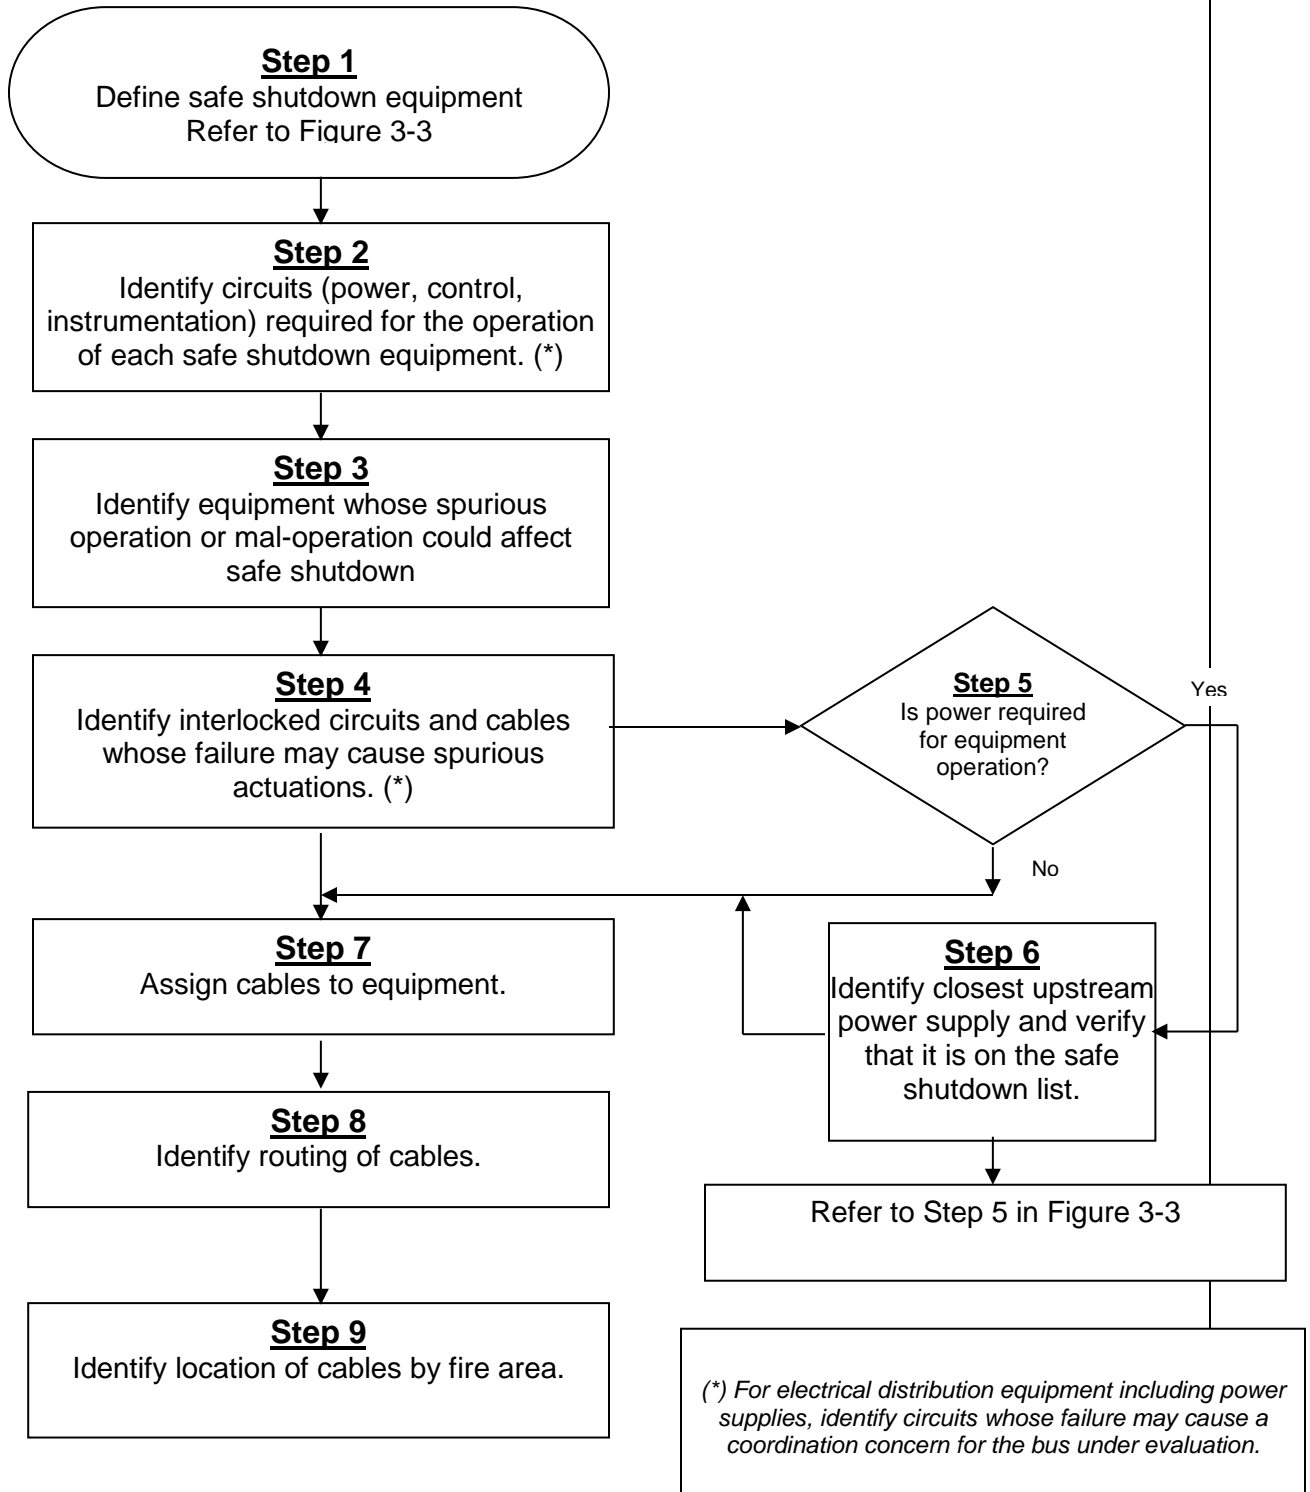 Step 1
Define safe shutdown equipment
Refer to Figure 3-3
Step 2
Identify circuits (power, control,
instrumentation) required for the operation
of each safe shutdown equipment. (*)
Step 3
Identify equipment whose spurious
operation or mal-operation could affect
safe shutdown
Step 4
Identify interlocked circuits and cables
whose failure may cause spurious
actuations. (*)
Step 5
Is power required
for equipment
operation?
Yes
No
Step 6
Identify closest upstream
power supply and verify
that it is on the safe
shutdown list.
Refer to Step 5 in Figure 3-3
Step 7
Assign cables to equipment.
Step 8
Identify routing of cables.
Step 9
Identify location of cables by fire area.
(*) For electrical distribution equipment including power
supplies, identify circuits whose failure may cause a
coordination concern for the bus under evaluation.